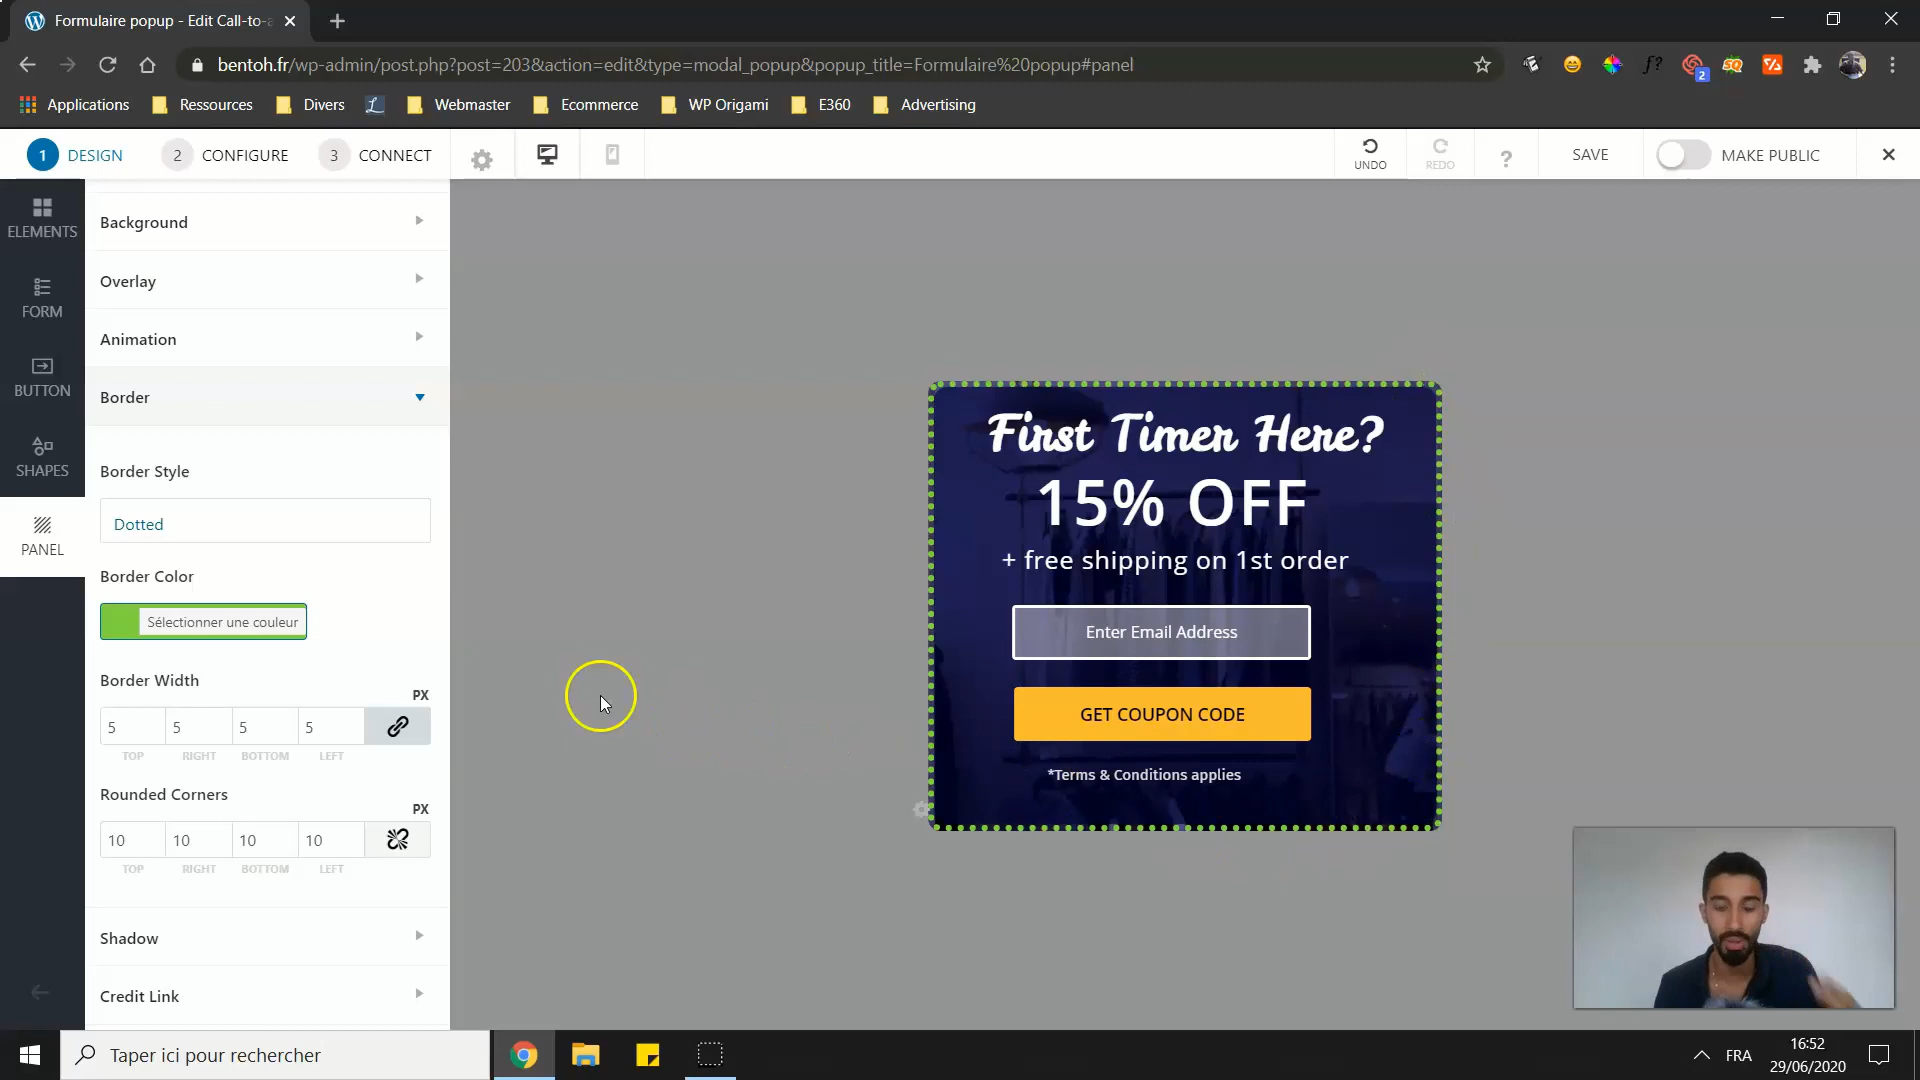 Formulaire popup - Edit Call-to-a
bentoh.fr/wp-admin/post.php?post=203&action=edit&type=modal_popup&popup_title=Formulaire%20popup#panel
f?
2
SQ
Applications
Ressources
Divers
L
Webmaster
Ecommerce
WP Origami
E360
Advertising
1 DESIGN
2 CONFIGURE
3 CONNECT
UNDO
REDO
?
SAVE
MAKE PUBLIC
ELEMENTS
FORM
BUTTON
SHAPES
PANEL
Background
Overlay
Animation
Border
Border Style
Dotted
Border Color
Sélectionner une couleur
Border Width
PX
5 5 5 5
TOP RIGHT BOTTOM LEFT
Rounded Corners
PX
10 10 10 10
TOP RIGHT BOTTOM LEFT
Shadow
Credit Link
First Timer Here?
15% OFF
+ free shipping on 1st order
Enter Email Address
GET COUPON CODE
*Terms & Conditions applies
Taper ici pour rechercher
FRA
16:52
29/06/2020